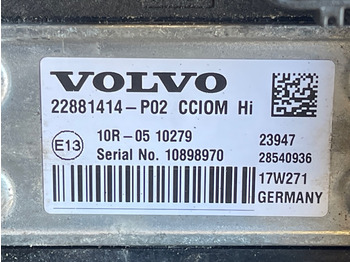 VOLVO
22881414-P02 CCIOM Hi
E13
10R-05 10279
23947
Serial No. 10898970
28540936
17W271
GERMANY